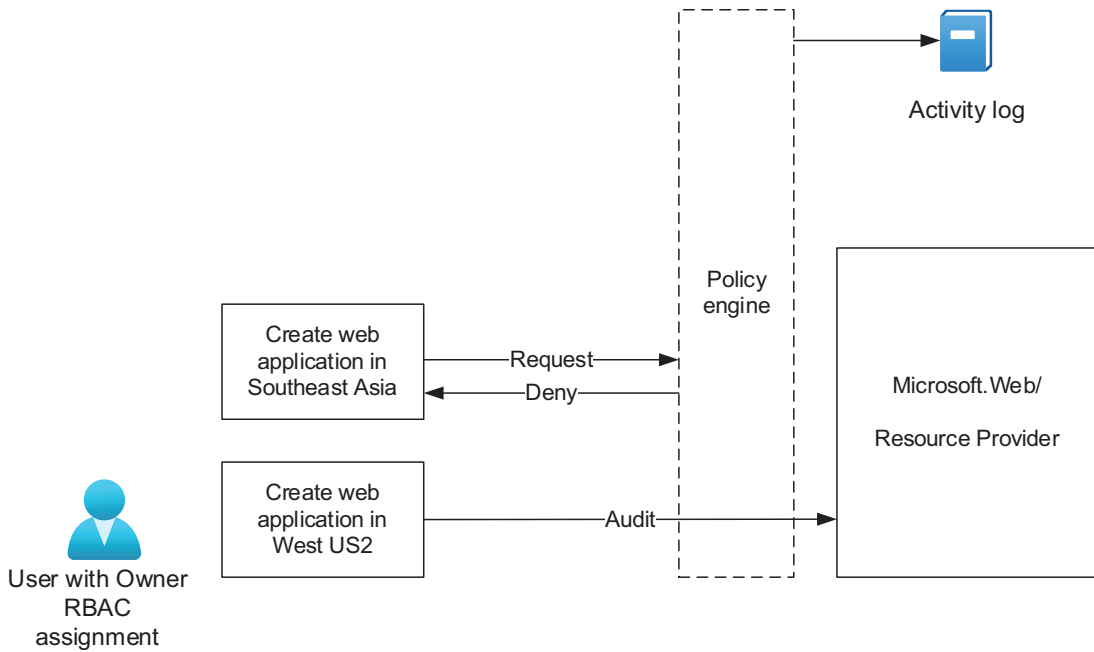 Activity log
Policy
engine
Create web
application in
Southeast Asia
Request
Deny
Microsoft.Web/
Resource Provider
Create web
application in
West US2
Audit
User with Owner
RBAC
assignment